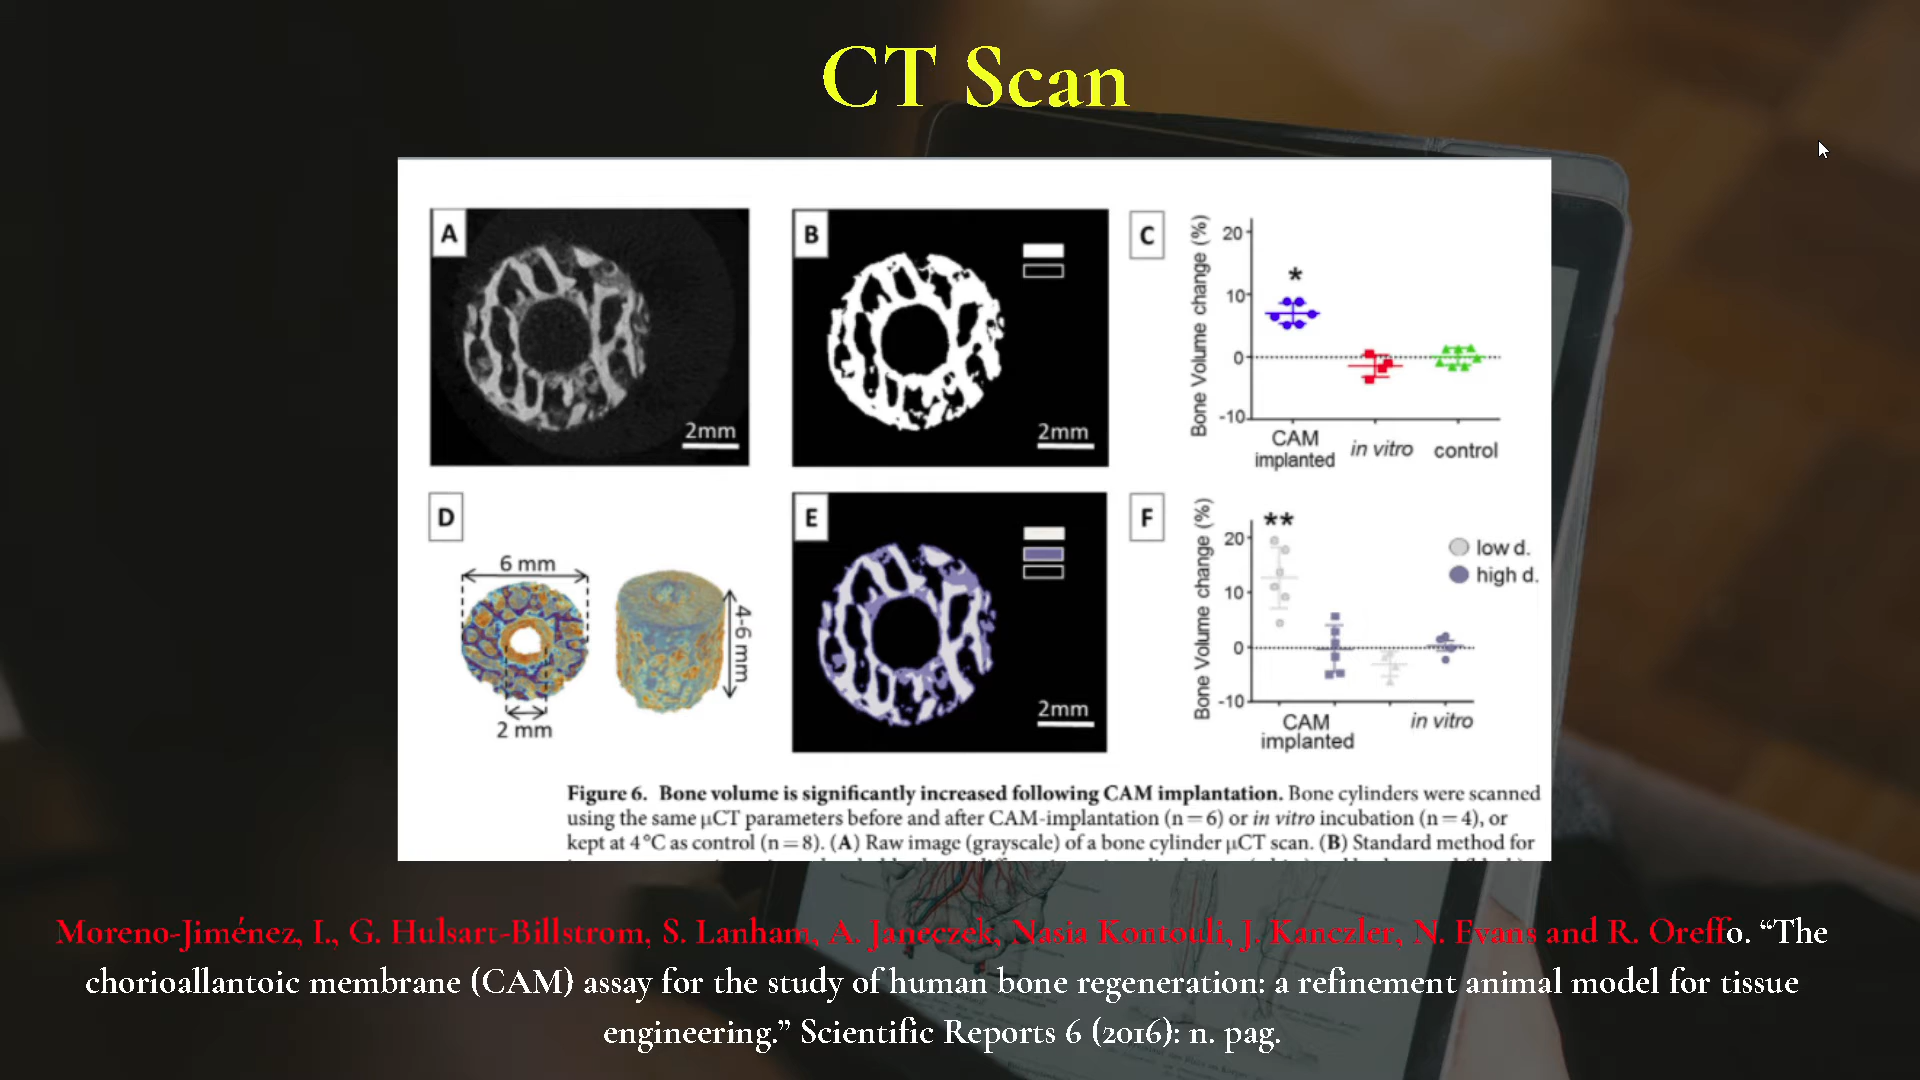 CT Scan
A
2mm
B
2mm
C
Bone Volume change (%)
20
10
0
-10
*
CAM
implanted
in vitro
control
D
6 mm
4-6 mm
2 mm
E
2mm
F
Bone Volume change (%)
20
10
0
-10
**
low d.
high d.
CAM
implanted
in vitro
Figure 6. Bone volume is significantly increased following CAM implantation. Bone cylinders were scanned
using the same µCT parameters before and after CAM-implantation (n = 6) or in vitro incubation (n = 4), or
kept at 4 °C as control (n = 8). (A) Raw image (grayscale) of a bone cylinder µCT scan. (B) Standard method for
Moreno-Jiménez, I., G. Hulsart-Billstrom, S. Lanham, A. Janeczek, Nasia Kontouli, J. Kanczler, N. Evans and R. Oreffo. “The
chorioallantoic membrane (CAM) assay for the study of human bone regeneration: a refinement animal model for tissue
engineering.” Scientific Reports 6 (2016): n. pag.